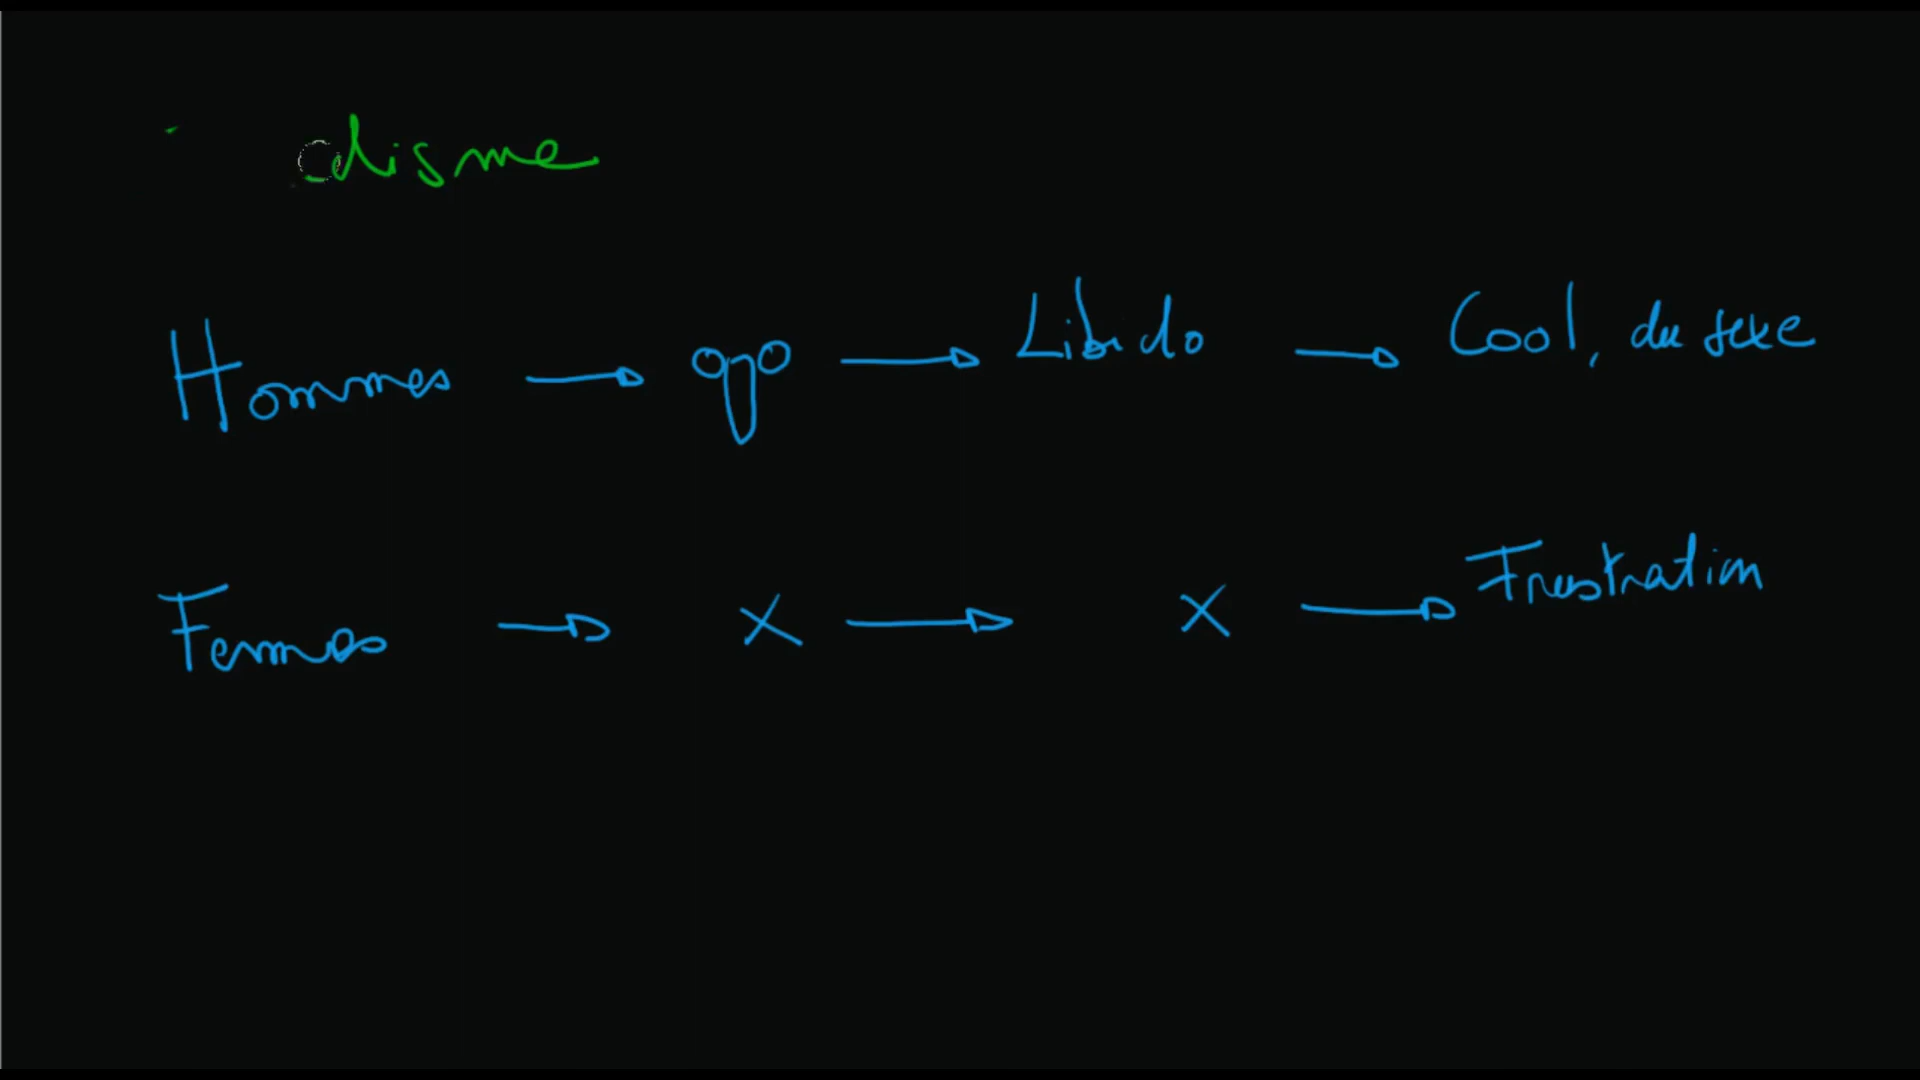 disme
Hommes → → Libido → Cool, du sexe
Femmes → X → X → Frustration